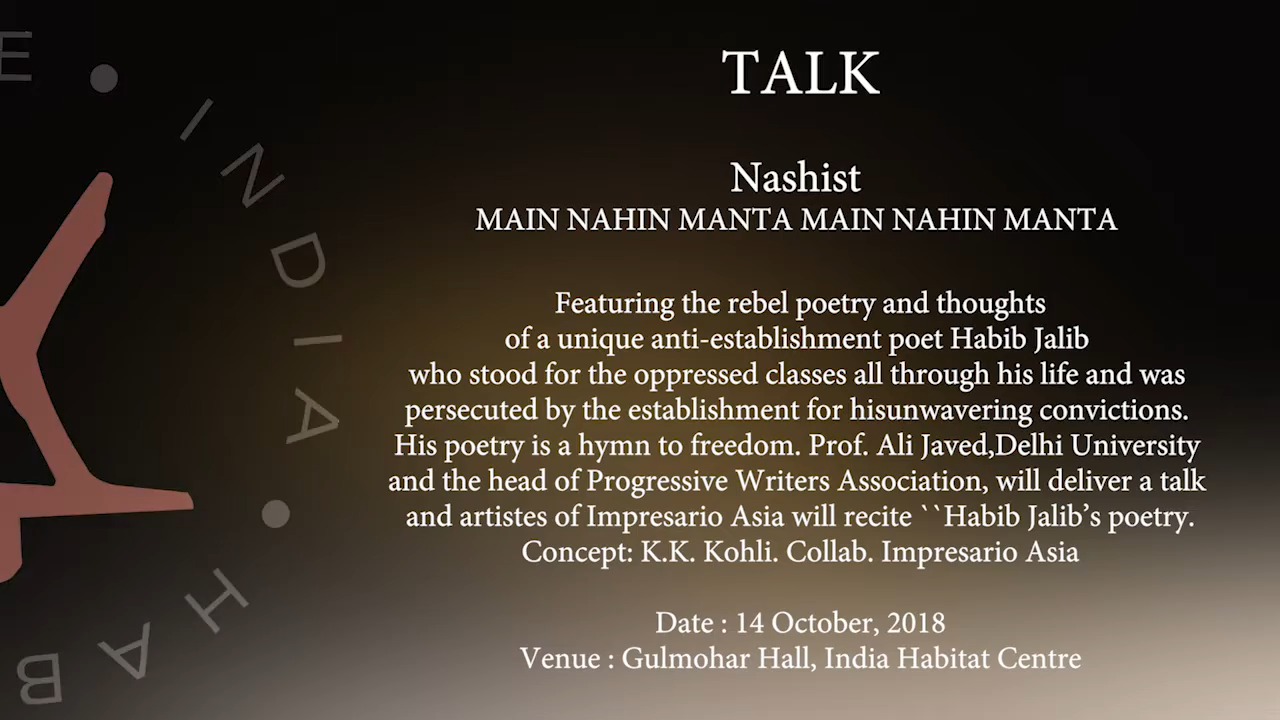 TALK
Nashist
MAIN NAHIN MANTA MAIN NAHIN MANTA
Featuring the rebel poetry and thoughts
of a unique anti-establishment poet Habib Jalib
who stood for the oppressed classes all through his life and was
persecuted by the establishment for hisunwavering convictions.
His poetry is a hymn to freedom. Prof. Ali Javed,Delhi University
and the head of Progressive Writers Association, will deliver a talk
and artistes of Impresario Asia will recite ``Habib Jalib’s poetry.
Concept: K.K. Kohli. Collab. Impresario Asia
Date : 14 October, 2018
Venue : Gulmohar Hall, India Habitat Centre
E • INDIA • HAB